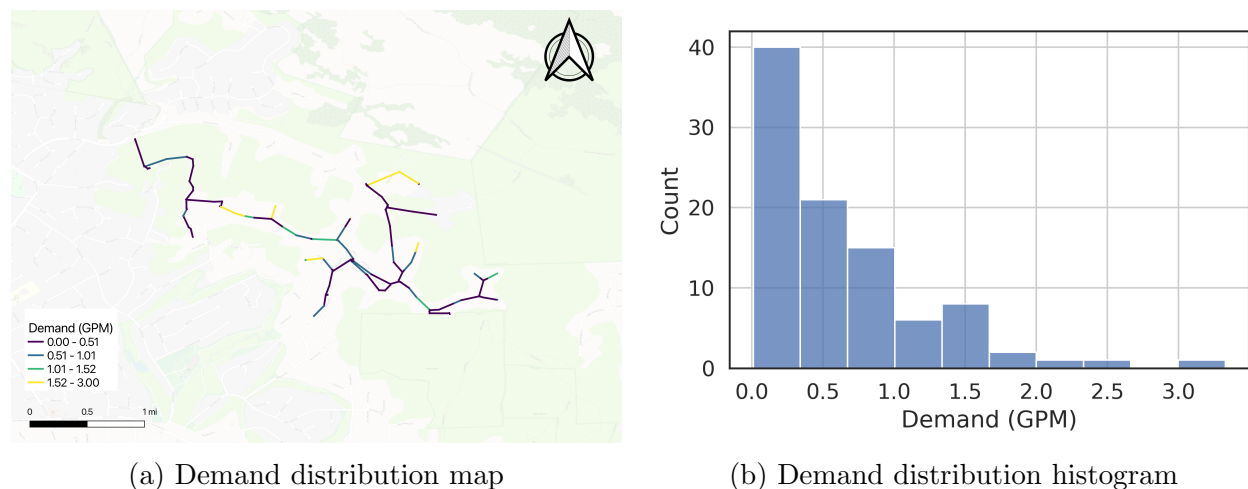 Demand (GPM)
0.00 - 0.51
0.51 - 1.01
1.01 - 1.52
1.52 - 3.00
0 0.5 1 mi
(a) Demand distribution map
40
30
20
10
0
Count
0.0 0.5 1.0 1.5 2.0 2.5 3.0
Demand (GPM)
(b) Demand distribution histogram